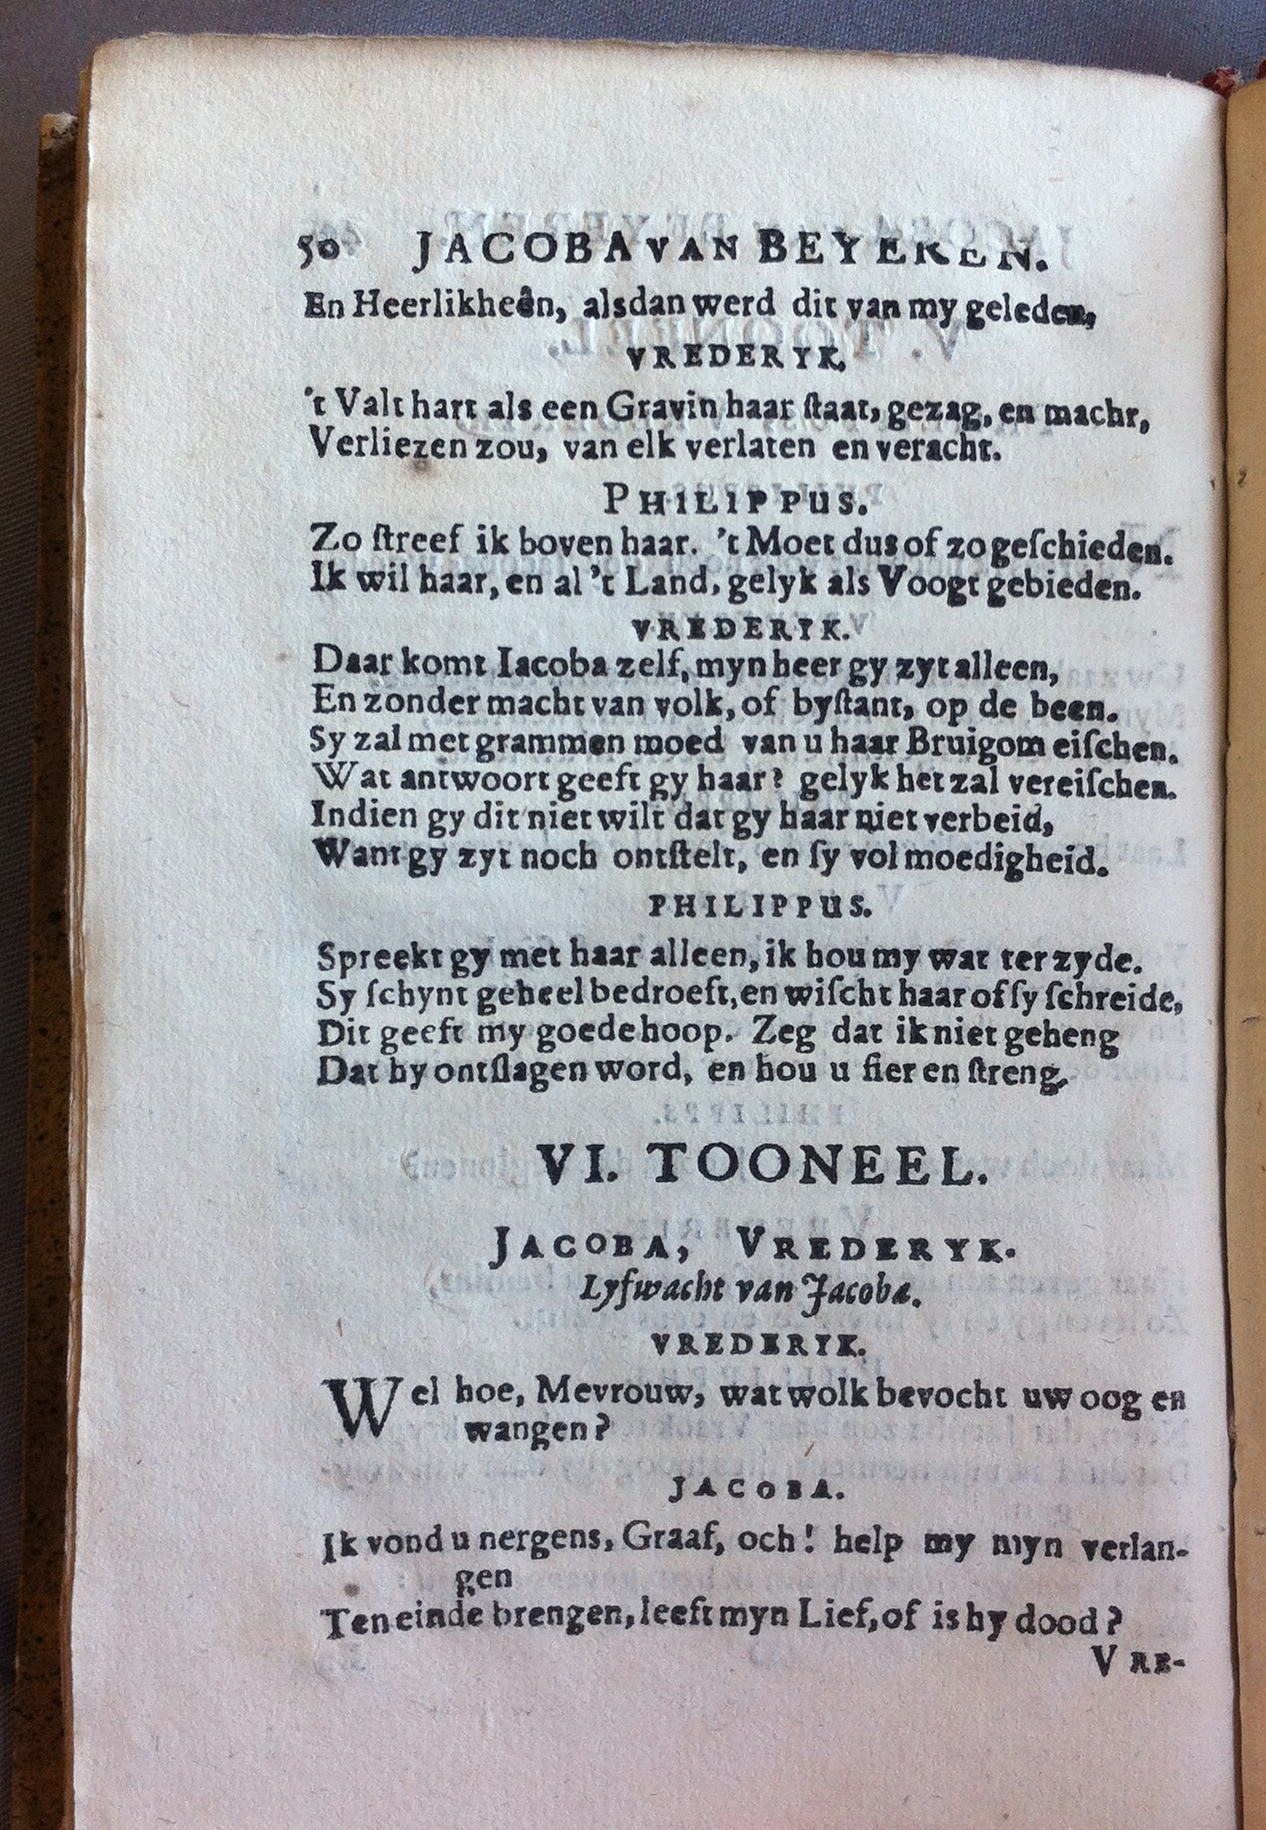 50 JACOBA VAN BEYEREN.
En Heerlikheên, alsdan werd dit van my geleden,
VREDERYK.
't Valt hart als een Gravin haar ſtaat, gezag, en macht,
Verliezen zou, van elk verlaten en veracht.
PHILIPPUS.
Zo ſtreef ik boven haar. 't Moet dus of zo geſchieden.
Ik wil haar, en al 't Land, gelyk als Voogt gebieden.
VREDERYK.
Daar komt Iacoba zelf, myn heer gy zyt alleen,
En zonder macht van volk, of byſtant, op de been.
Sy zal met grammen moed van u haar Bruigom eiſchen.
Wat antwoort geeft gy haar? gelyk het zal vereiſchen.
Indien gy dit niet wilt dat gy haar niet verbeid,
Want gy zyt noch ontſtelt, en ſy vol moedigheid.
PHILIPPUS.
Spreekt gy met haar alleen, ik hou my wat ter zyde.
Sy ſchynt geheel bedroeft, en wiſcht haar of ſy ſchreide,
Dit geeft my goede hoop. Zeg dat ik niet geheng
Dat hy ontſlagen word, en hou u fier en ſtreng.
VI. TOONEEL.
JACOBA, VREDERYK.
Lyfwacht van Jacoba.
VREDERYK.
Wel hoe, Mevrouw, wat wolk bevocht uw oog en
wangen?
JACOBA.
Ik vond u nergens, Graaf, och! help my myn verlan-
gen
Ten einde brengen, leeft myn Lief, of is hy dood?
VRE-